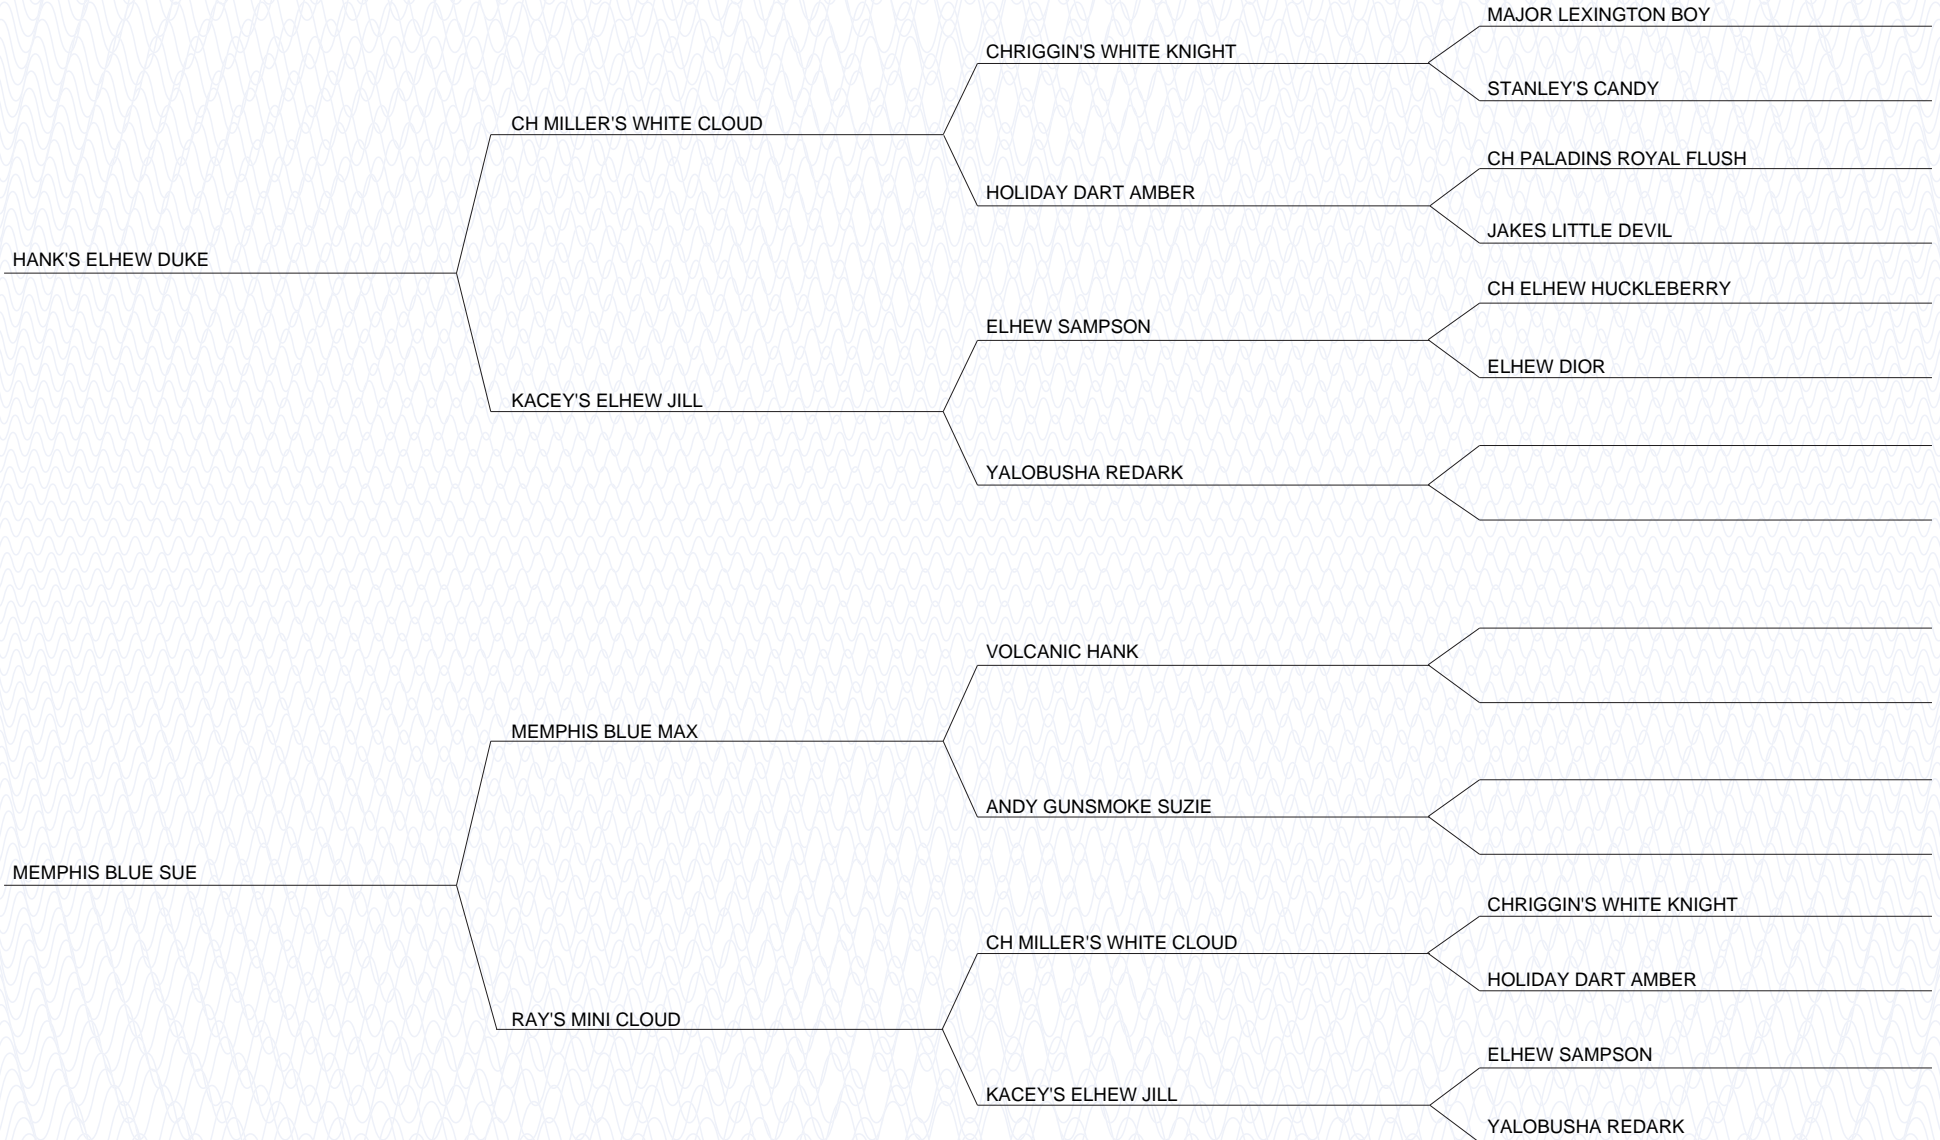 MAJOR LEXINGTON BOY
CHRIGGIN'S WHITE KNIGHT
STANLEY'S CANDY
CH MILLER'S WHITE CLOUD
CH PALADINS ROYAL FLUSH
HOLIDAY DART AMBER
JAKES LITTLE DEVIL
HANK'S ELHEW DUKE
CH ELHEW HUCKLEBERRY
ELHEW SAMPSON
ELHEW DIOR
KACEY'S ELHEW JILL
YALOBUSHA REDARK
VOLCANIC HANK
MEMPHIS BLUE MAX
ANDY GUNSMOKE SUZIE
MEMPHIS BLUE SUE
CHRIGGIN'S WHITE KNIGHT
CH MILLER'S WHITE CLOUD
HOLIDAY DART AMBER
RAY'S MINI CLOUD
ELHEW SAMPSON
KACEY'S ELHEW JILL
YALOBUSHA REDARK